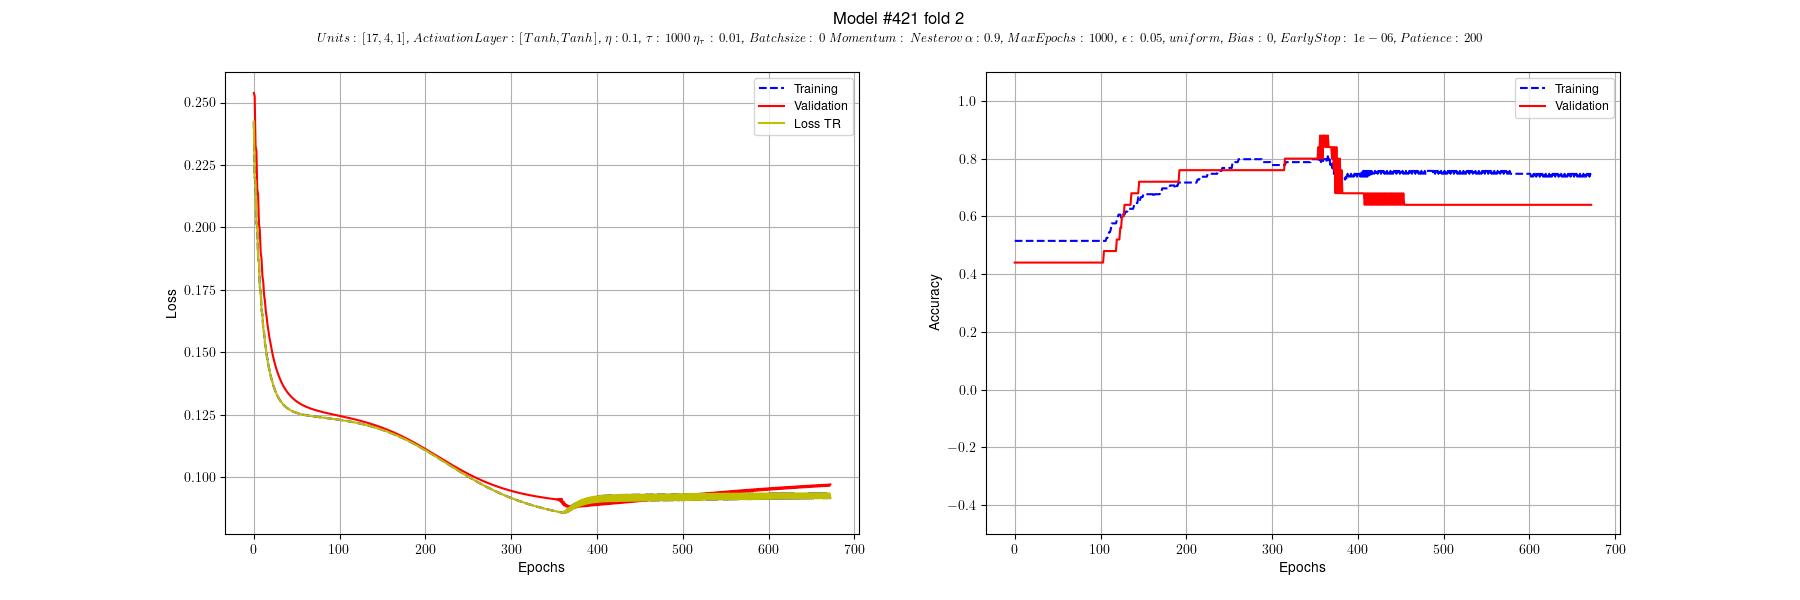 Model #421 fold 2
Units : [17, 4, 1], ActivationLayer : [Tanh, Tanh], η : 0.1, τ : 1000 ητ : 0.01, Batchsize : 0 Momentum : Nesterov α : 0.9, MaxEpochs : 1000, ϵ : 0.05, uniform, Bias : 0, EarlyStop : 1e − 06, Patience : 200
Training
Validation
Loss TR
0.250
0.225
0.200
0.175
0.150
0.125
0.100
Loss
0 100 200 300 400 500 600 700
Epochs
Training
Validation
1.0
0.8
0.6
0.4
0.2
0.0
−0.2
−0.4
Accuracy
0 100 200 300 400 500 600 700
Epochs